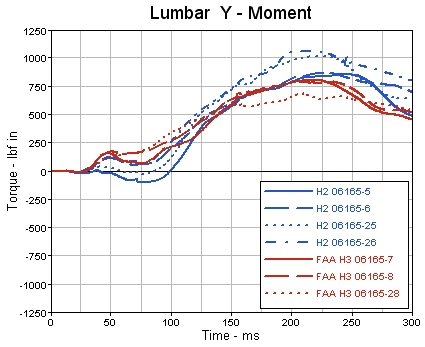 Lumbar Y - Moment
1250
1000
750
500
250
0
-250
-500
-750
-1000
-1250
Torque - lbf in
H2 06165-5
H2 06165-6
H2 06165-25
H2 06165-26
FAA H3 06165-7
FAA H3 06165-8
FAA H3 06165-28
0 50 100 150 200 250 300
Time - ms